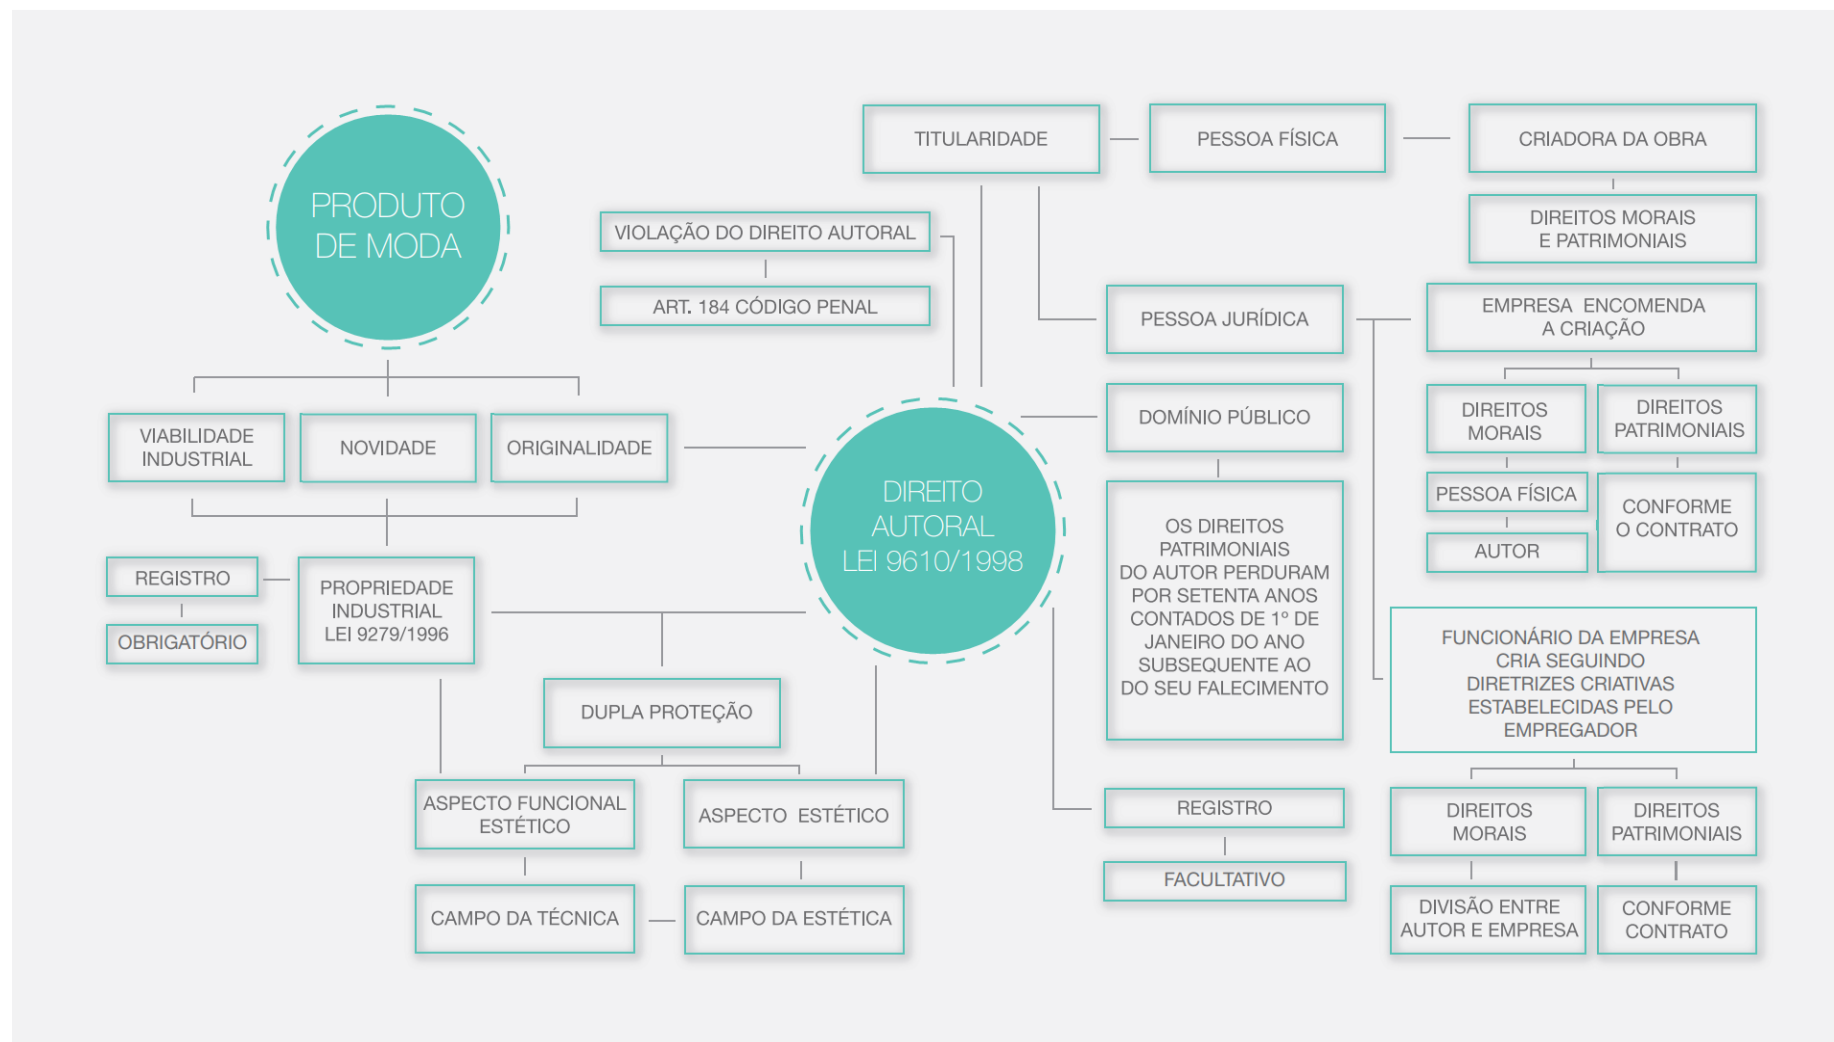 PRODUTO
DE MODA
VIABILIDADE
INDUSTRIAL
NOVIDADE
ORIGINALIDADE
REGISTRO
OBRIGATÓRIO
PROPRIEDADE
INDUSTRIAL
LEI 9279/1996
DUPLA PROTEÇÃO
ASPECTO FUNCIONAL
ESTÉTICO
ASPECTO ESTÉTICO
CAMPO DA TÉCNICA
CAMPO DA ESTÉTICA
VIOLAÇÃO DO DIREITO AUTORAL
ART. 184 CÓDIGO PENAL
DIREITO
AUTORAL
LEI 9610/1998
TITULARIDADE
PESSOA FÍSICA
CRIADORA DA OBRA
DIREITOS MORAIS
E PATRIMONIAIS
PESSOA JURÍDICA
EMPRESA ENCOMENDA
A CRIAÇÃO
DIREITOS
MORAIS
PESSOA FÍSICA
AUTOR
DIREITOS
PATRIMONIAIS
CONFORME
O CONTRATO
FUNCIONÁRIO DA EMPRESA
CRIA SEGUINDO
DIRETRIZES CRIATIVAS
ESTABELECIDAS PELO
EMPREGADOR
DIREITOS
MORAIS
DIVISÃO ENTRE
AUTOR E EMPRESA
DIREITOS
PATRIMONIAIS
CONFORME
CONTRATO
DOMÍNIO PÚBLICO
OS DIREITOS
PATRIMONIAIS
DO AUTOR PERDURAM
POR SETENTA ANOS
CONTADOS DE 1º DE
JANEIRO DO ANO
SUBSEQUENTE AO
DO SEU FALECIMENTO
REGISTRO
FACULTATIVO